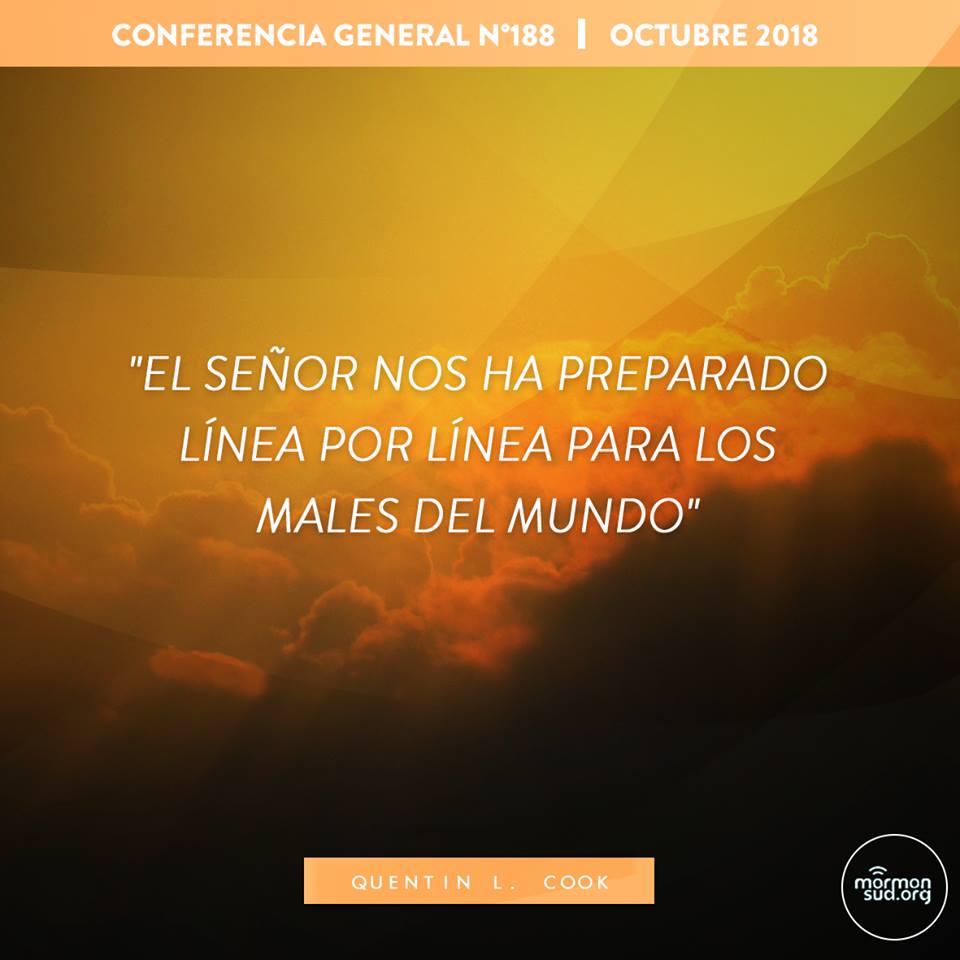 CONFERENCIA GENERAL N°188 | OCTUBRE 2018
"EL SEÑOR NOS HA PREPARADO
LÍNEA POR LÍNEA PARA LOS
MALES DEL MUNDO"
QUENTIN L. COOK
mormon
sud.org